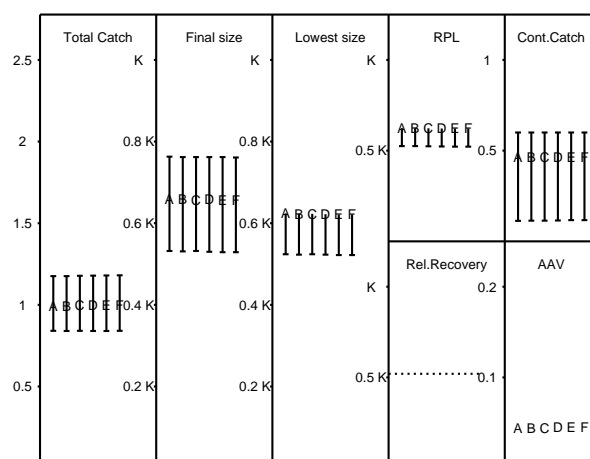 Total Catch Final size Lowest size RPL Cont.Catch
2.5 K K K 1
2 0.8 K 0.8 K
A B C D E F
0.5 K 0.5
A B C D E F
1.5 A B C D E F 0.6 K A B C D E F 0.6 K
Rel.Recovery AAV
K 0.2
1 A B C D E F 0.4 K 0.4 K
0.5 0.2 K 0.2 K 0.5 K 0.1
A B C D E F